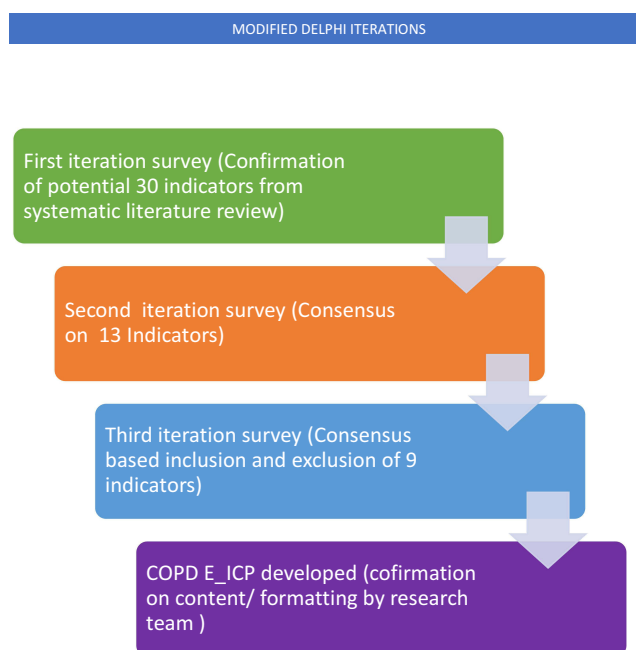 MODIFIED DELPHI ITERATIONS
First iteration survey (Confirmation
of potential 30 indicators from
systematic literature review)
Second  iteration survey (Consensus
on  13 Indicators)
Third iteration survey (Consensus
based inclusion and exclusion of 9
indicators)
COPD E_ICP developed (cofirmation
on content/ formatting by research
team )